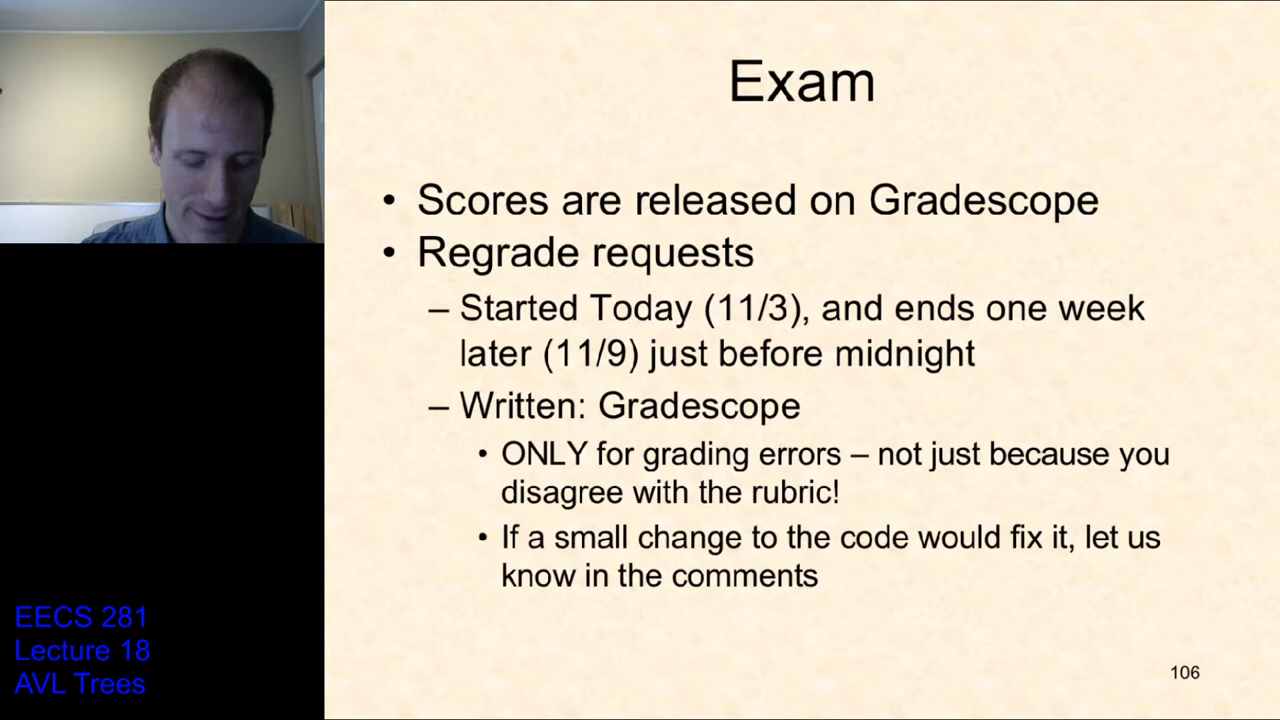 Exam
• Scores are released on Gradescope
• Regrade requests
– Started Today (11/3), and ends one week
later (11/9) just before midnight
– Written: Gradescope
• ONLY for grading errors – not just because you
disagree with the rubric!
• If a small change to the code would fix it, let us
know in the comments
EECS 281
Lecture 18
AVL Trees
106